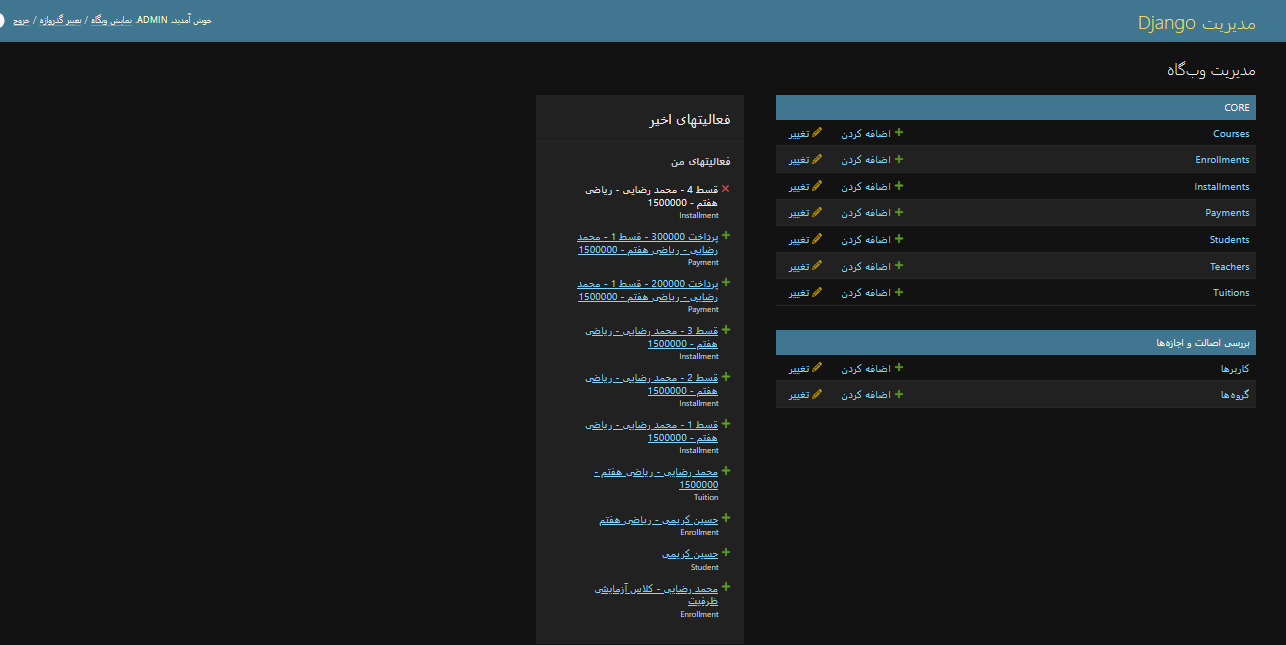 مدیریت Django
خوش آمدید، ADMIN. نمایش وبگاه / تغییر گذرواژه / خروج
مدیریت وب‌گاه
CORE
Courses اضافه کردن تغییر
Enrollments اضافه کردن تغییر
Installments اضافه کردن تغییر
Payments اضافه کردن تغییر
Students اضافه کردن تغییر
Teachers اضافه کردن تغییر
Tuitions اضافه کردن تغییر
بررسی اصالت و اجازه‌ها
کاربرها اضافه کردن تغییر
گروه‌ها اضافه کردن تغییر
فعالیتهای اخیر
فعالیتهای من
قسط 4 - محمد رضایی - ریاضی
هفتم - 1500000
Installment
پرداخت 300000 - قسط 1 - محمد
رضایی - ریاضی هفتم - 1500000
Payment
پرداخت 200000 - قسط 1 - محمد
رضایی - ریاضی هفتم - 1500000
Payment
قسط 3 - محمد رضایی - ریاضی
هفتم - 1500000
Installment
قسط 2 - محمد رضایی - ریاضی
هفتم - 1500000
Installment
قسط 1 - محمد رضایی - ریاضی
هفتم - 1500000
Installment
محمد رضایی - ریاضی هفتم -
1500000
Tuition
حسین کریمی - ریاضی هفتم
Enrollment
حسین کریمی
Student
محمد رضایی - کلاس آزمایشی
ظرفیت
Enrollment